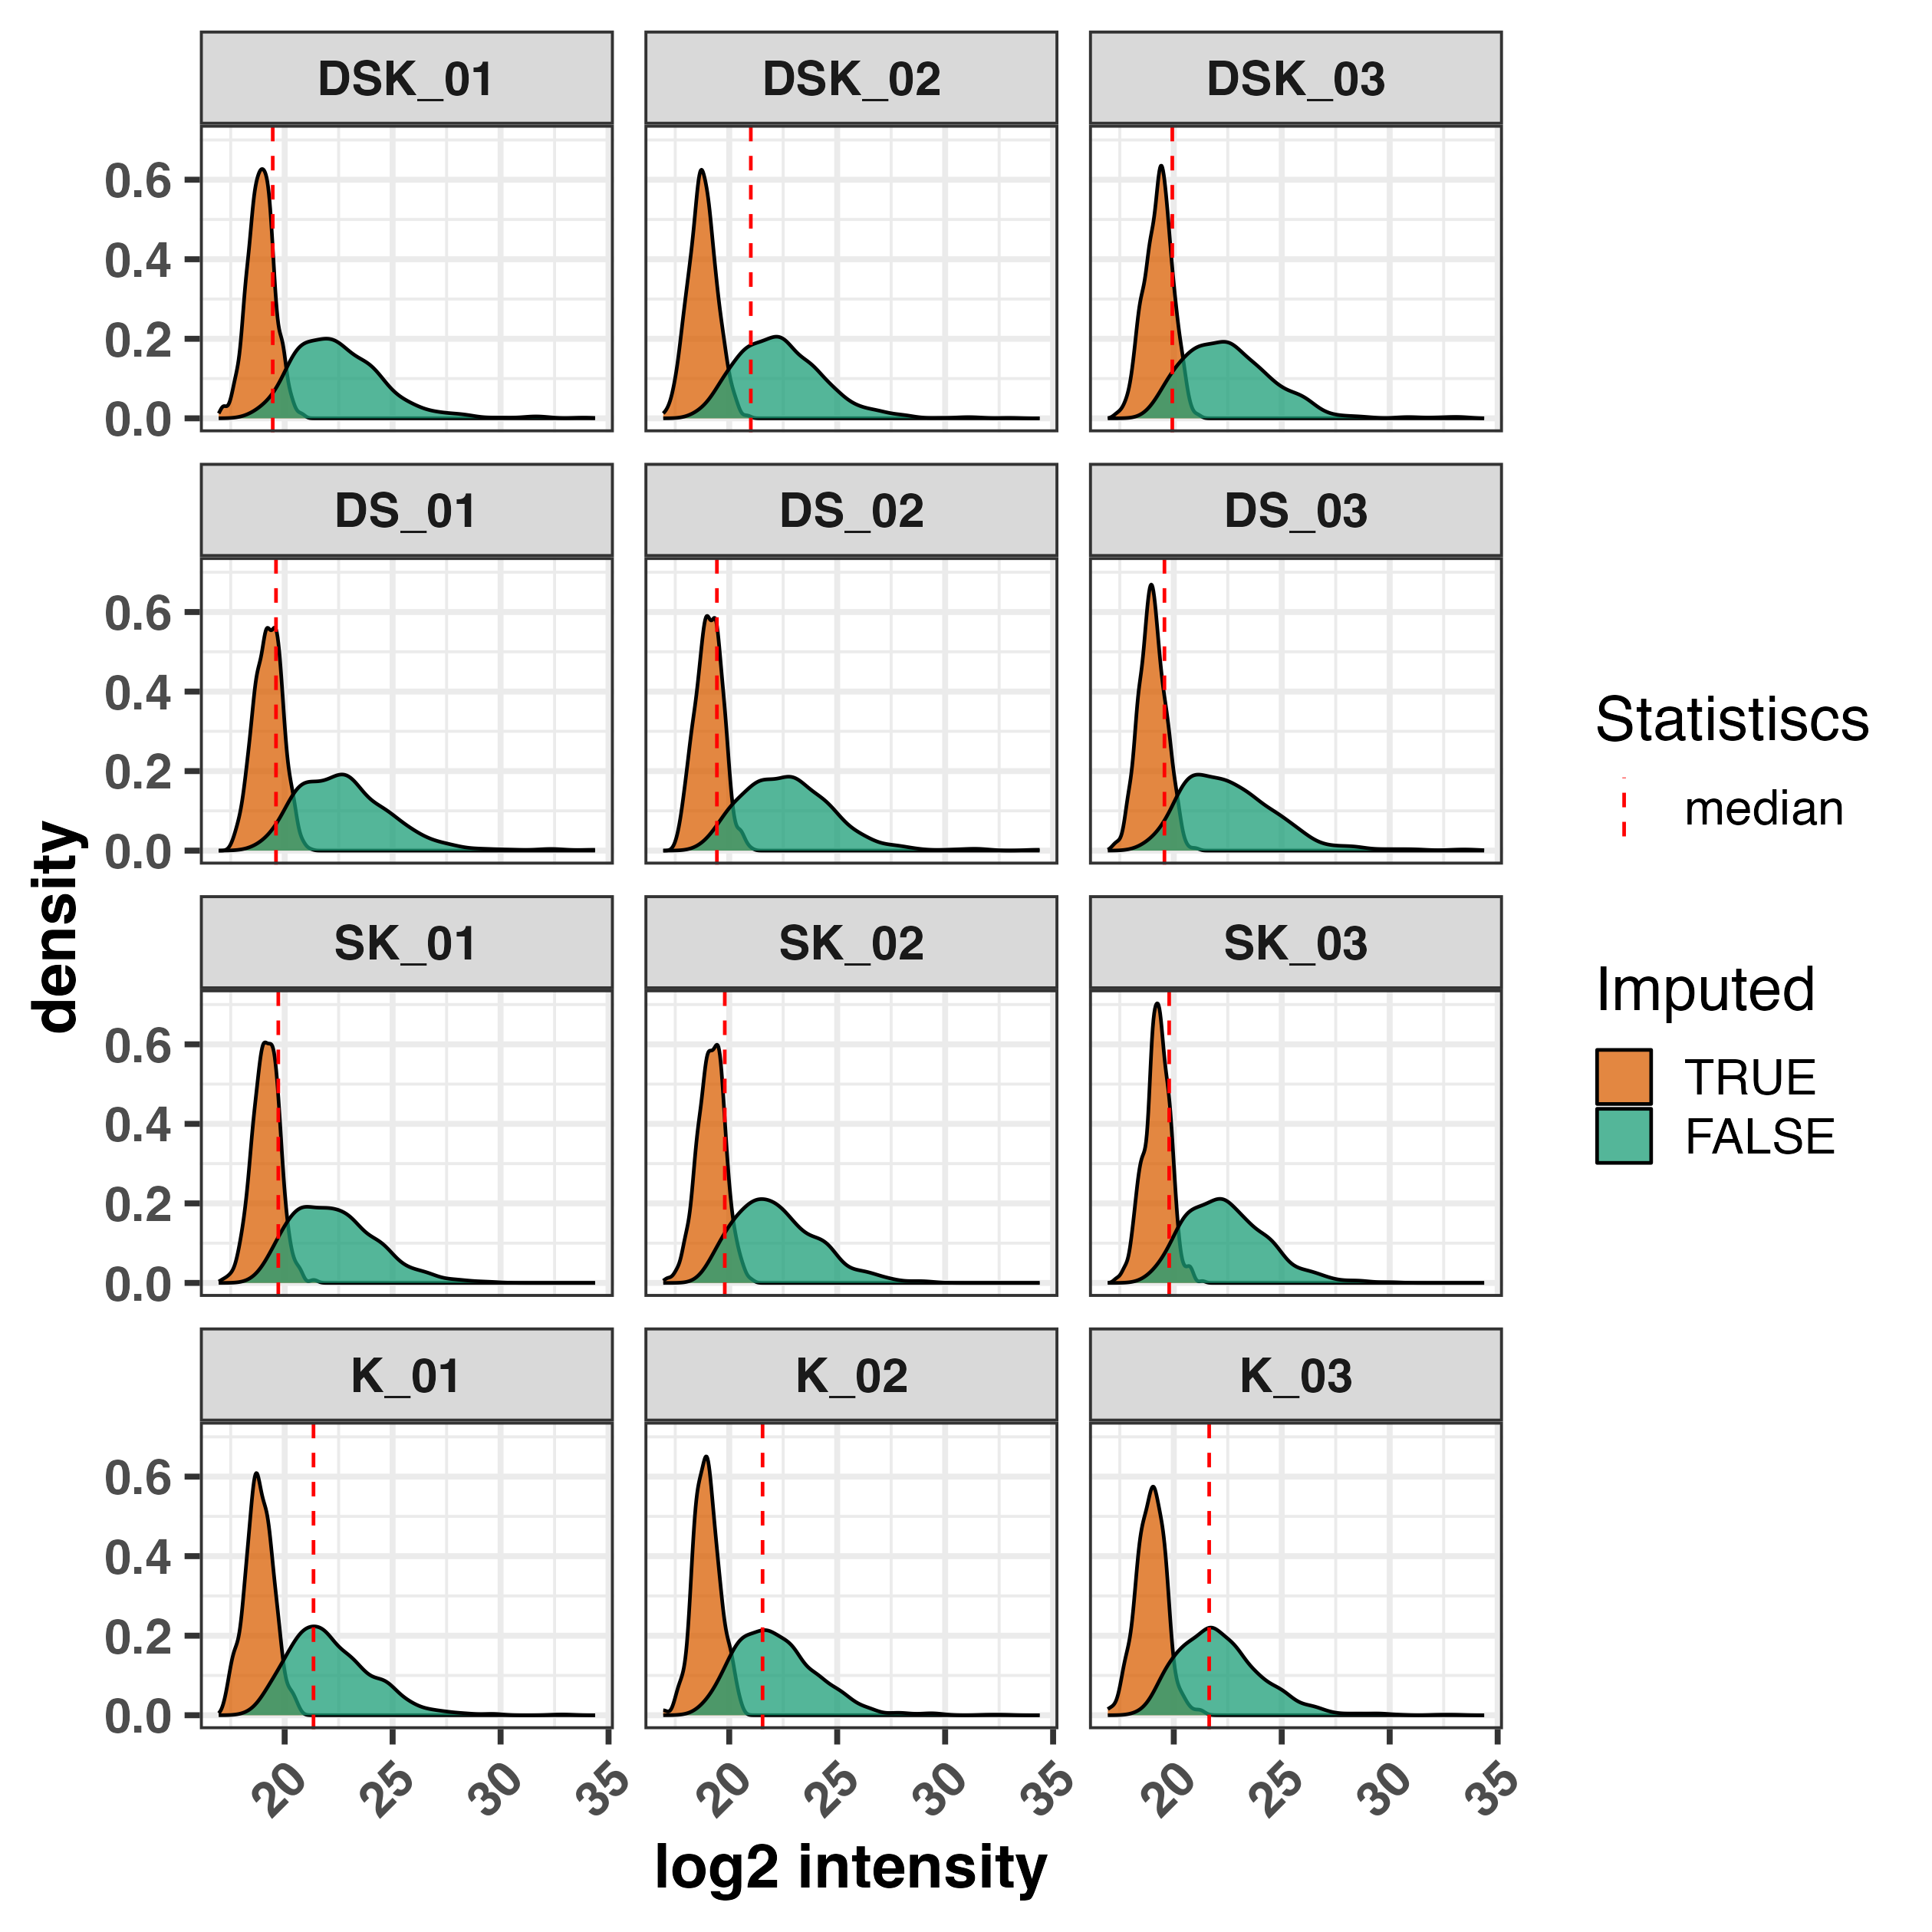 DSK_01 DSK_02 DSK_03
0.6
0.4
0.2
0.0
DS_01 DS_02 DS_03
0.6
0.4
0.2
0.0
SK_01 SK_02 SK_03
0.6
0.4
0.2
0.0
K_01 K_02 K_03
0.6
0.4
0.2
0.0
20 25 30 35 20 25 30 35 20 25 30 35
log2 intensity
density
Statistiscs
median
Imputed
TRUE
FALSE